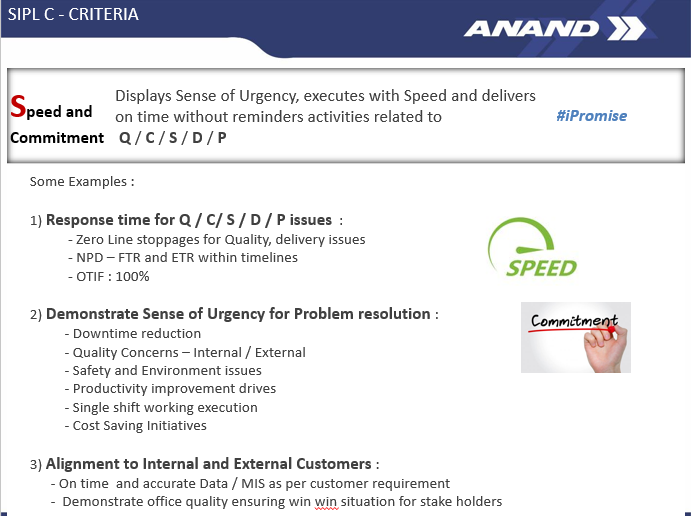 SIPL C - CRITERIA
ANAND
Speed and
Commitment
Displays Sense of Urgency, executes with Speed and delivers
on time without reminders activities related to
Q / C / S / D / P
#iPromise
Some Examples :
1) Response time for Q / C/ S / D / P issues :
- Zero Line stoppages for Quality, delivery issues
- NPD – FTR and ETR within timelines
- OTIF : 100%
SPEED
2) Demonstrate Sense of Urgency for Problem resolution :
- Downtime reduction
- Quality Concerns – Internal / External
- Safety and Environment issues
- Productivity improvement drives
- Single shift working execution
- Cost Saving Initiatives
Commitment
3) Alignment to Internal and External Customers :
- On time and accurate Data / MIS as per customer requirement
- Demonstrate office quality ensuring win win situation for stake holders